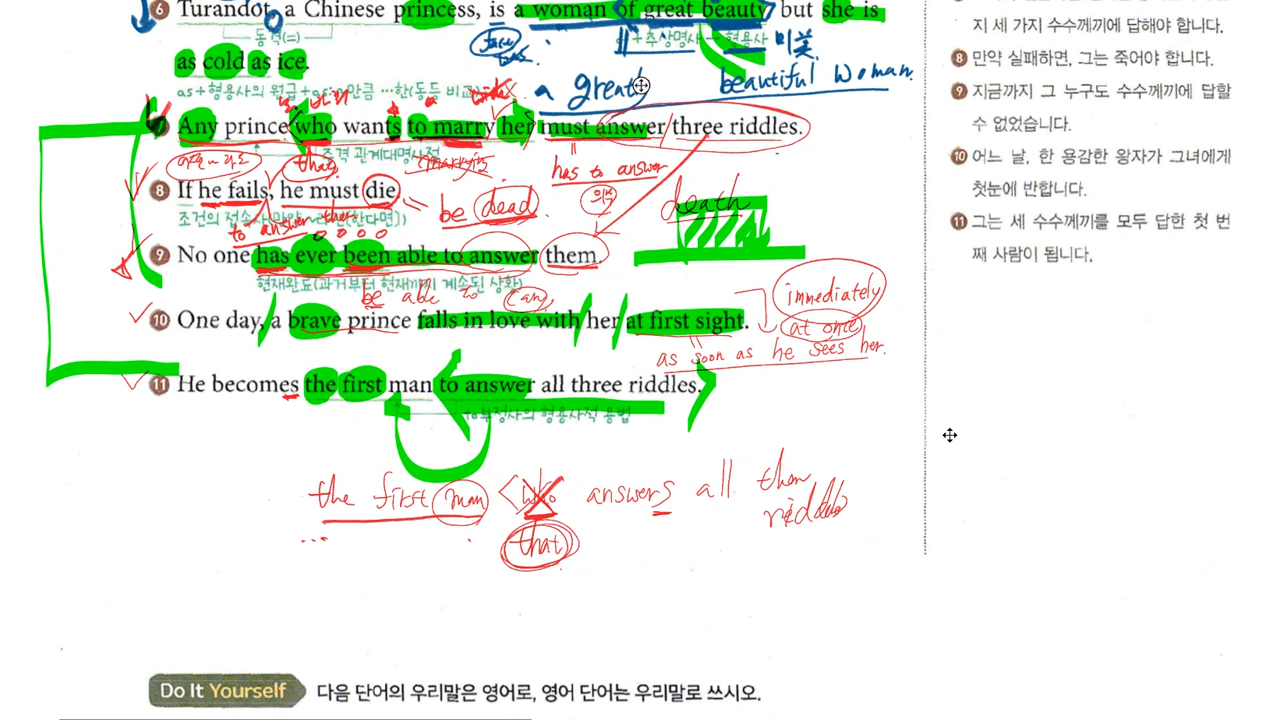 ⑥ Turandot, a Chinese princess, is a woman of great beauty, but she is
동격(=)
+ 추상명사 → 형용사 미美
as cold as ice.
a greatly beautiful woman.
as+형용사의 원급+as: …만큼 …한(동등 비교)
Any prince who wants to marry her must answer three riddles.
주격 관계대명사절
that
has to answer
의무
⑧ If he fails, he must die
be dead.
death
조건의 접속사
to answer them
⑨ No one has ever been able to answer them.
현재완료(과거부터 현재까지 계속된 상황)
be able to (can)
immediately
⑩ One day, a brave prince falls in love with her at first sight.
at once
as soon as he sees her.
⑪ He becomes the first man to answer all three riddles.
to부정사의 형용사적 용법
the first man who answers all
that
지 세 가지 수수께끼에 답해야 합니다.
⑧ 만약 실패하면, 그는 죽어야 합니다.
⑨ 지금까지 그 누구도 수수께끼에 답할
수 없었습니다.
⑩ 어느 날, 한 용감한 왕자가 그녀에게
첫눈에 반합니다.
⑪ 그는 세 수수께끼를 모두 답한 첫 번
째 사람이 됩니다.
Do It Yourself 다음 단어의 우리말은 영어로, 영어 단어는 우리말로 쓰시오.